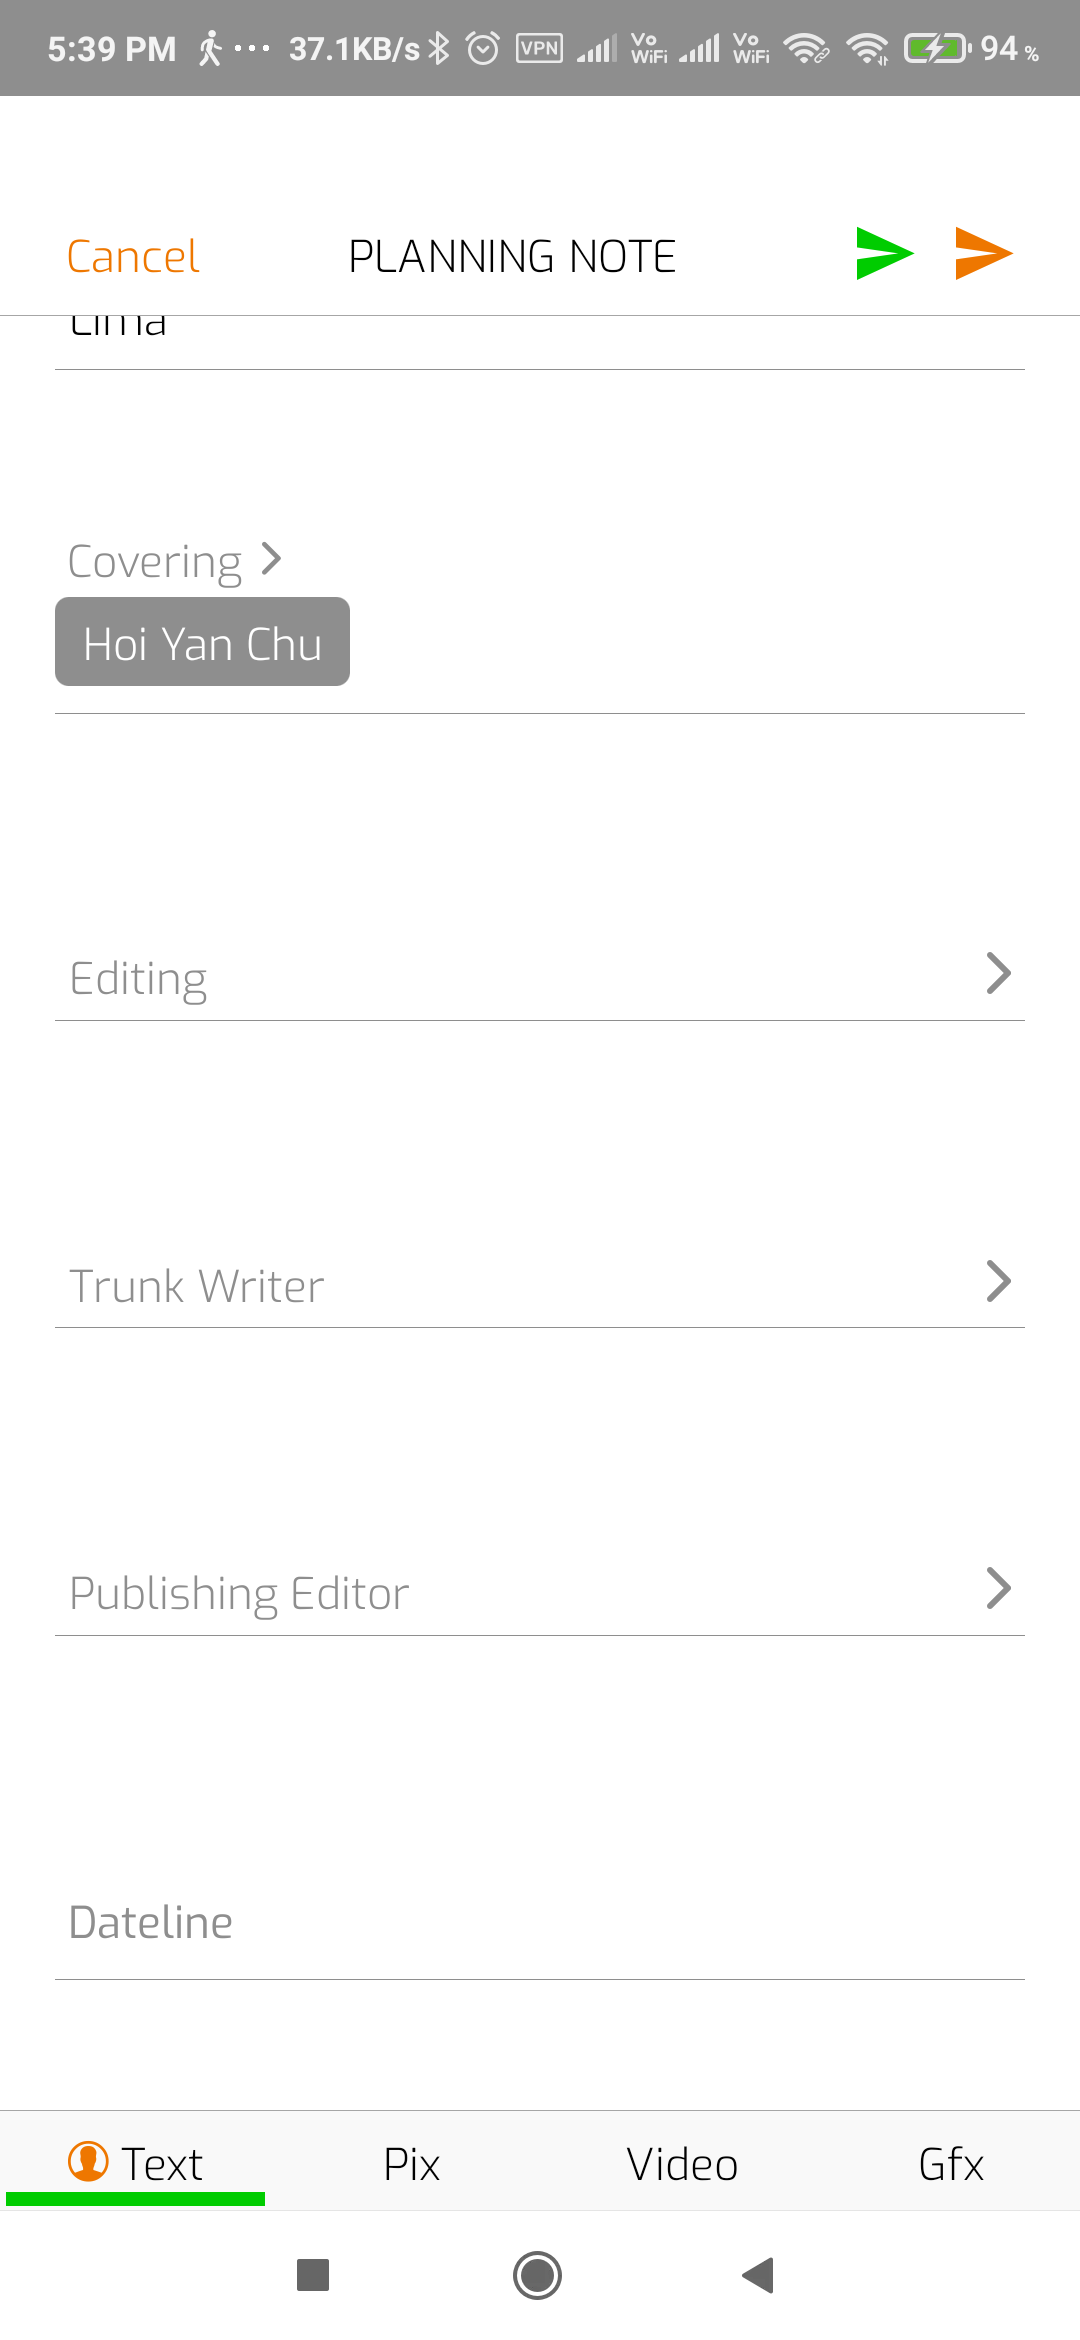 5:39 PM ... 37.1KB/s VPN Vo WiFi Vo WiFi 94 %
Cancel PLANNING NOTE
Lima
Covering
Hoi Yan Chu
Editing
Trunk Writer
Publishing Editor
Dateline
Text Pix Video Gfx